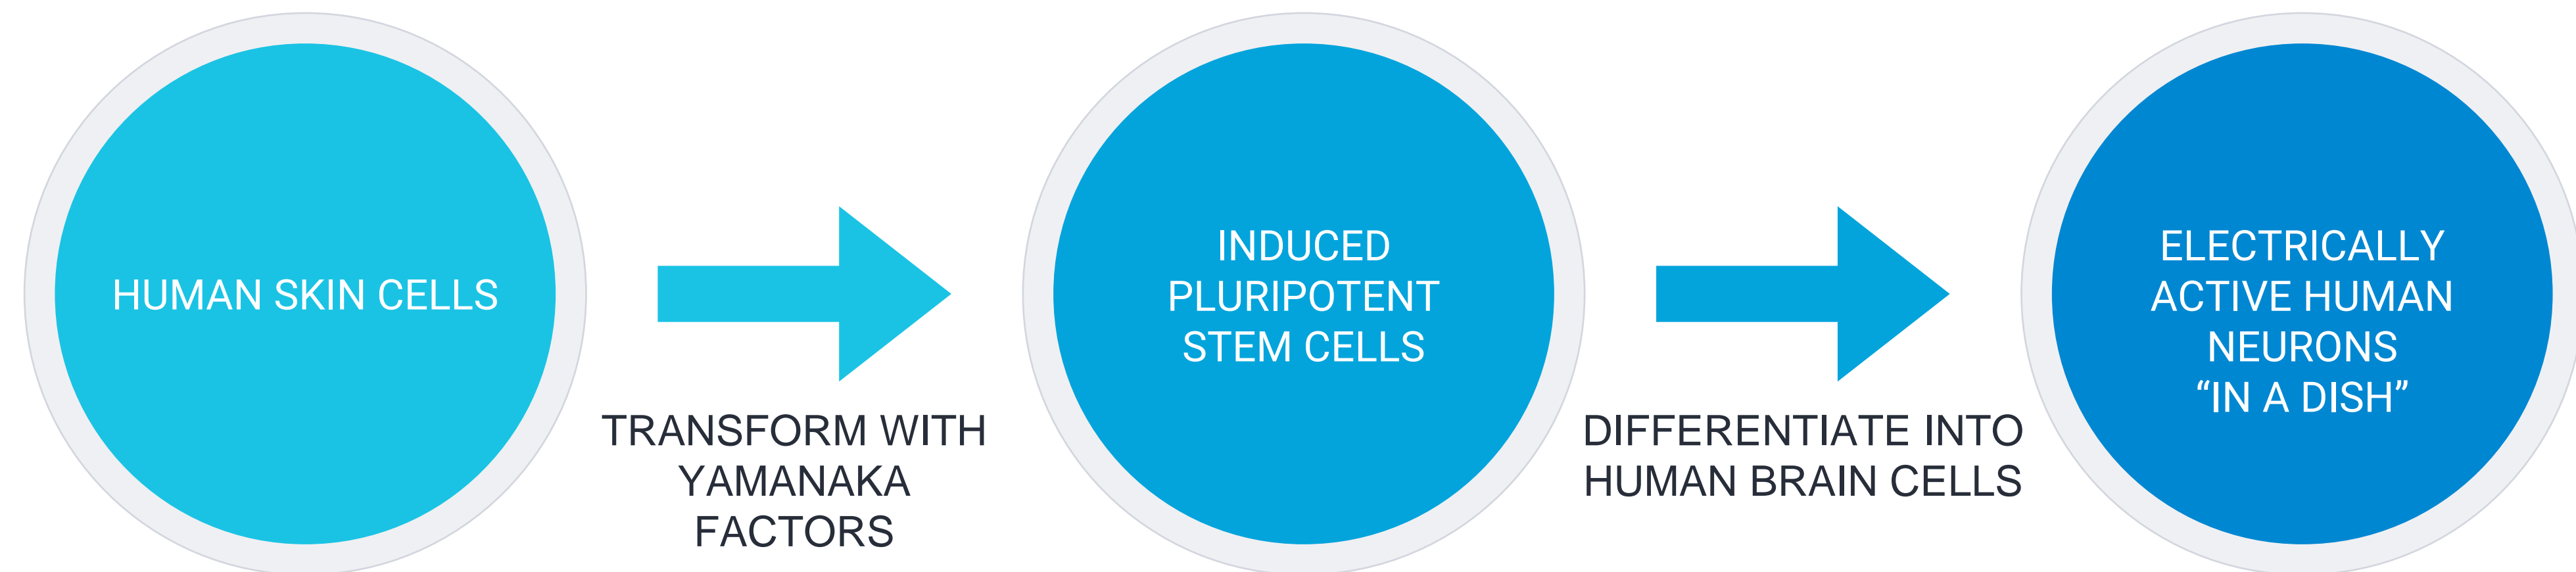 HUMAN SKIN CELLS
TRANSFORM WITH
YAMANAKA
FACTORS
INDUCED
PLURIPOTENT
STEM CELLS
DIFFERENTIATE INTO
HUMAN BRAIN CELLS
ELECTRICALLY
ACTIVE HUMAN
NEURONS
“IN A DISH”